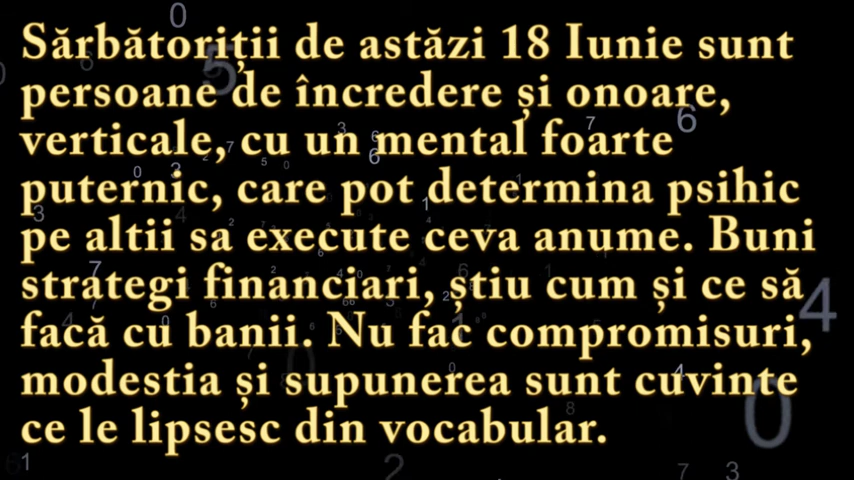 Sărbătoriții de astăzi 18 Iunie sunt
persoane de încredere și onoare,
verticale, cu un mental foarte
puternic, care pot determina psihic
pe altii sa execute ceva anume. Buni
strategi financiari, știu cum și ce să
facă cu banii. Nu fac compromisuri,
modestia și supunerea sunt cuvinte
ce le lipsesc din vocabular.